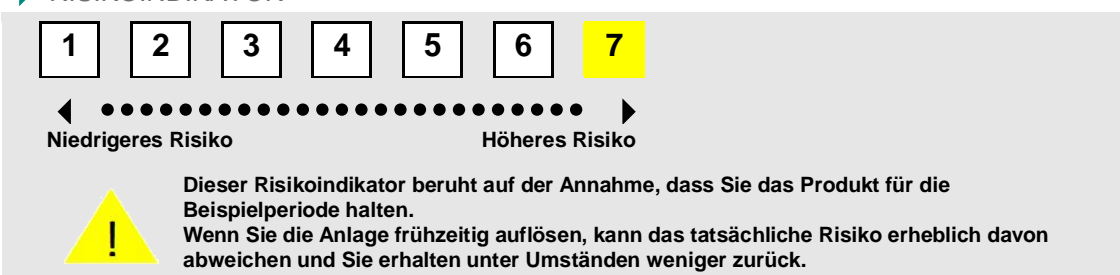 1 2 3 4 5 6 7
Niedrigeres Risiko Höheres Risiko
Dieser Risikoindikator beruht auf der Annahme, dass Sie das Produkt für die
Beispielperiode halten.
Wenn Sie die Anlage frühzeitig auflösen, kann das tatsächliche Risiko erheblich davon
abweichen und Sie erhalten unter Umständen weniger zurück.